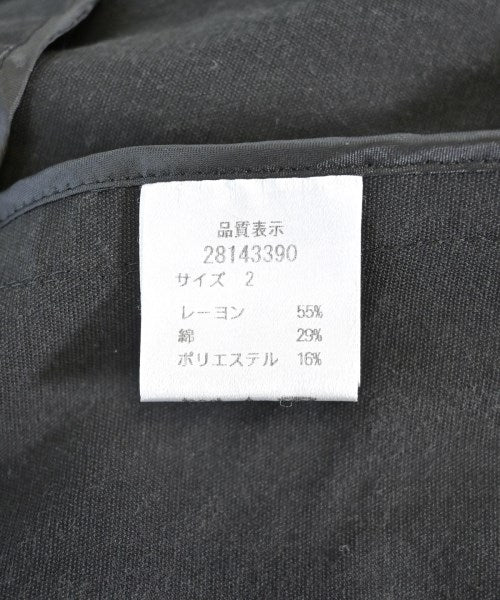 品質表示
28143390
サイズ 2
レーヨン 55%
綿 29%
ポリエステル 16%